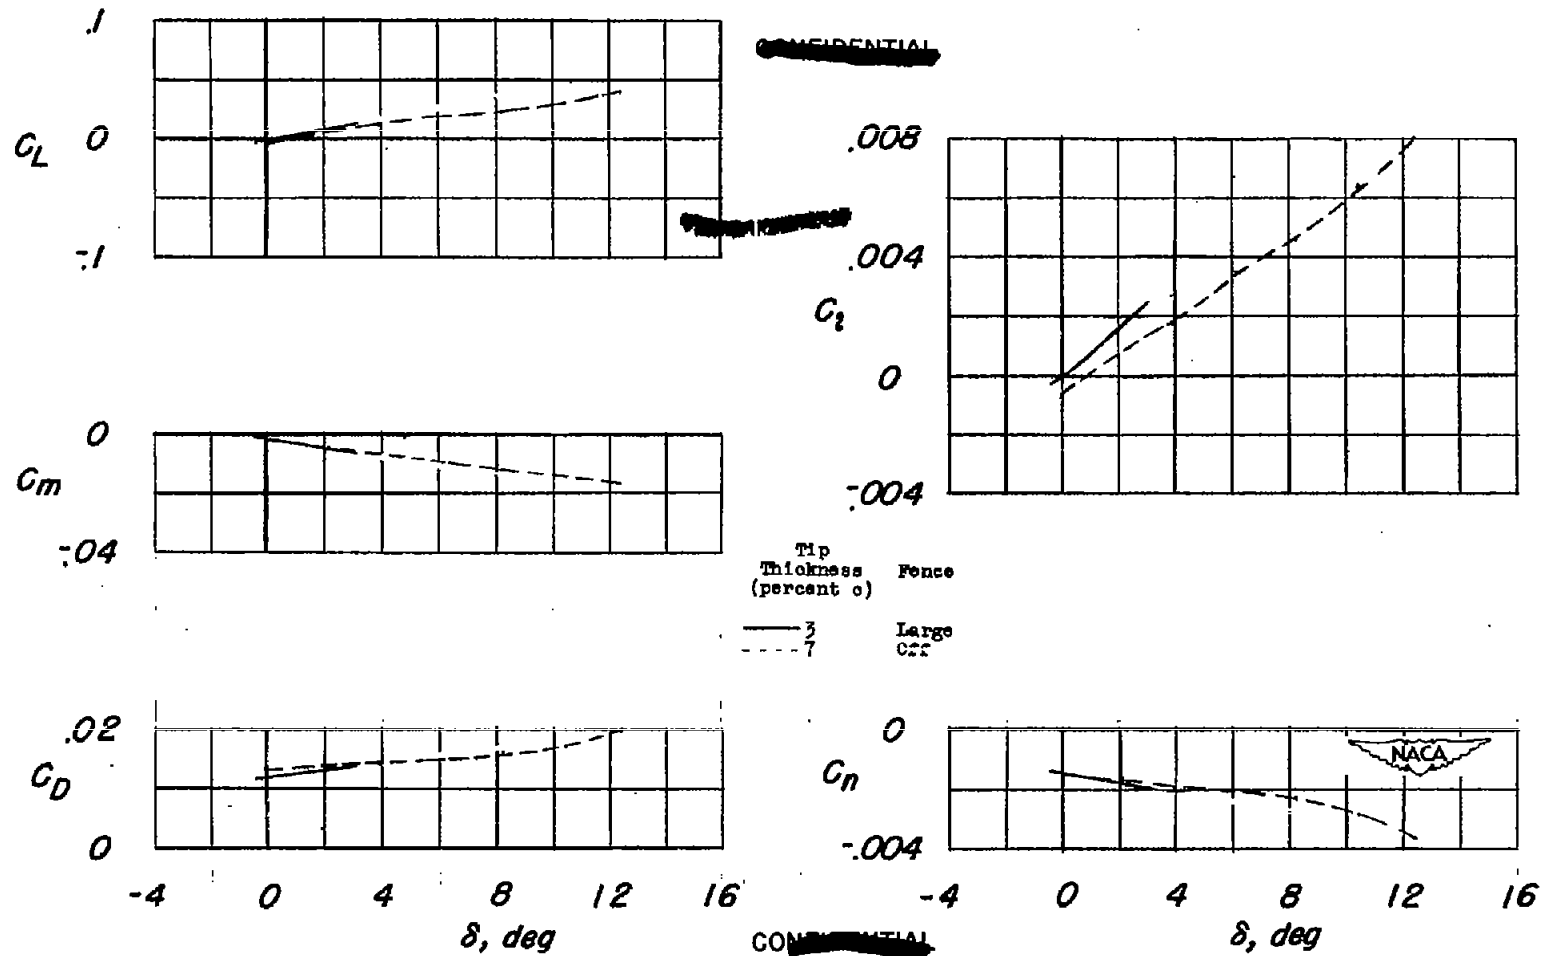 CONFIDENTIAL
.1
C_L 0
-.1
.008
.004
C_l
0
-.004
0
C_m
-.04
Tip
Thickness Fence
(percent c)
3 Large
7 Off
.02
C_D
0
0
C_n
-.004
NACA
-4 0 4 8 12 16
δ, deg
-4 0 4 8 12 16
δ, deg
CONFIDENTIAL